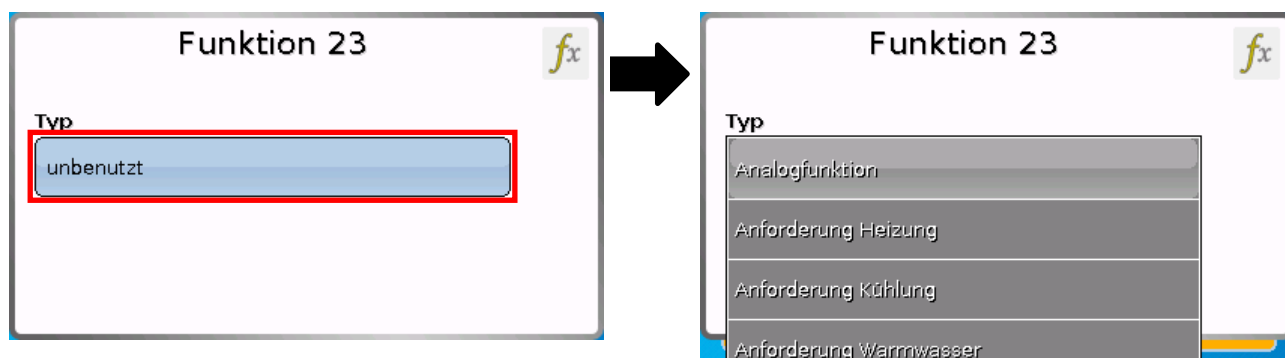 Funktion 23
fx
Typ
unbenutzt
Funktion 23
fx
Typ
Analogfunktion
Anforderung Heizung
Anforderung Kühlung
Anforderung Warmwasser